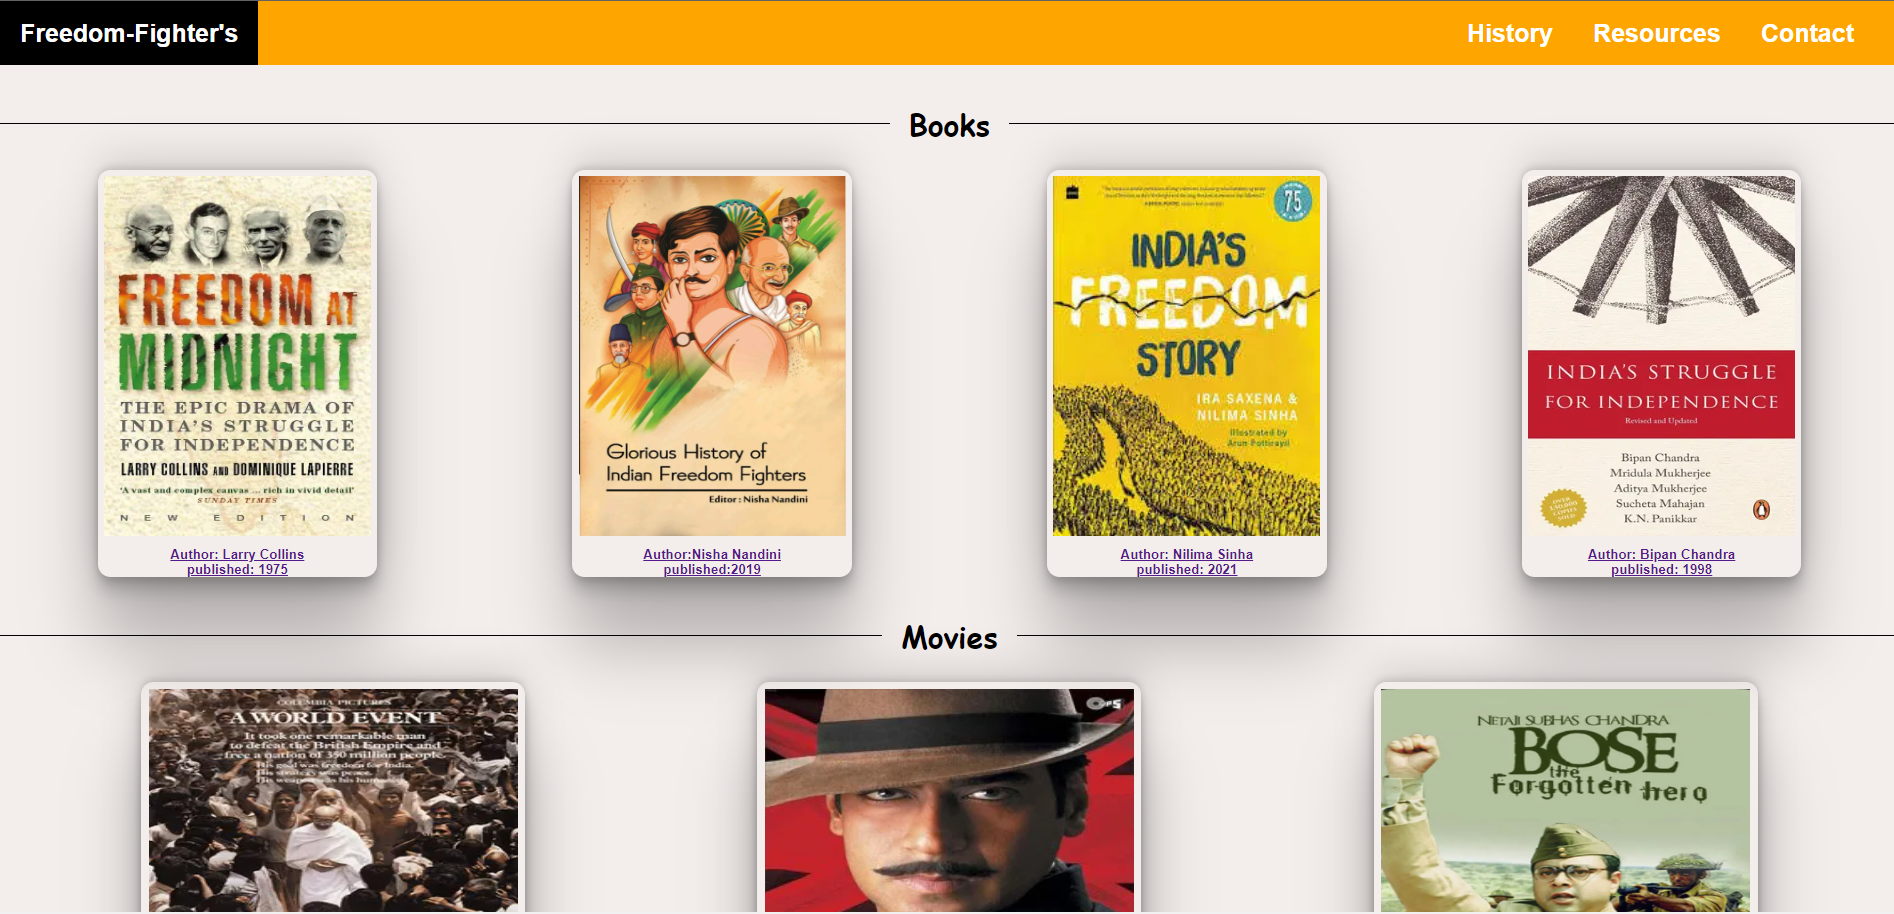 Freedom-Fighter's
History
Resources
Contact
Books
FREEDOM AT
MIDNIGHT
THE EPIC DRAMA OF
INDIA'S STRUGGLE
FOR INDEPENDENCE
LARRY COLLINS AND DOMINIQUE LAPIERRE
'A vast and complex canvas ... rich in vivid detail'
SUNDAY TIMES
NEW EDITION
Author: Larry Collins
published: 1975
Glorious History of
Indian Freedom Fighters
Editor : Nisha Nandini
Author:Nisha Nandini
published:2019
75
INDIA'S
FREEDOM
STORY
IRA SAXENA &
NILIMA SINHA
Illustrated by
Arun Pottirayil
Author: Nilima Sinha
published: 2021
INDIA'S STRUGGLE
FOR INDEPENDENCE
Revised and Updated
Bipan Chandra
Mridula Mukherjee
Aditya Mukherjee
Sucheta Mahajan
K.N. Panikkar
OVER
COPIES
SOLD
Author: Bipan Chandra
published: 1998
Movies
COLUMBIA PICTURES
A WORLD EVENT
It took one remarkable man
to defeat the British Empire and
free a nation of 350 million people.
His goal was freedom for India.
His strategy was peace.
His weapon was his humanity.
NETAJI SUBHAS CHANDRA
BOSE
the
Forgotten hero